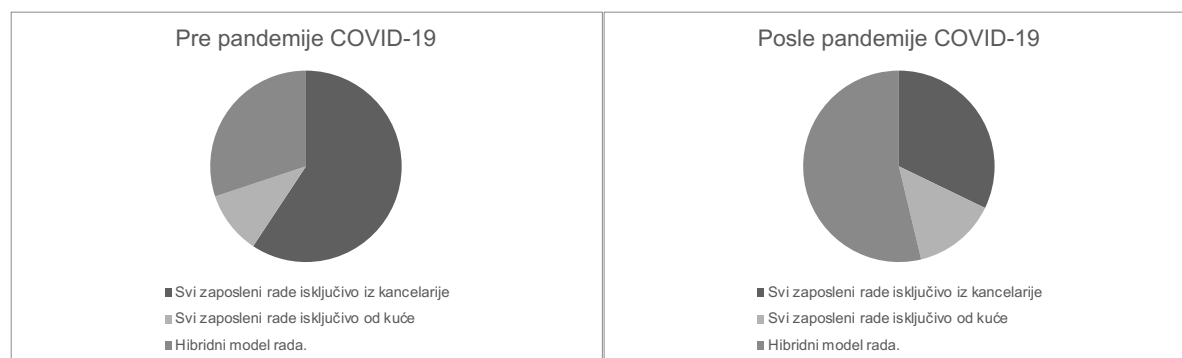 Pre pandemije COVID-19
Svi zaposleni rade isključivo iz kancelarije
Svi zaposleni rade isključivo od kuće
Hibridni model rada.
Posle pandemije COVID-19
Svi zaposleni rade isključivo iz kancelarije
Svi zaposleni rade isključivo od kuće
Hibridni model rada.